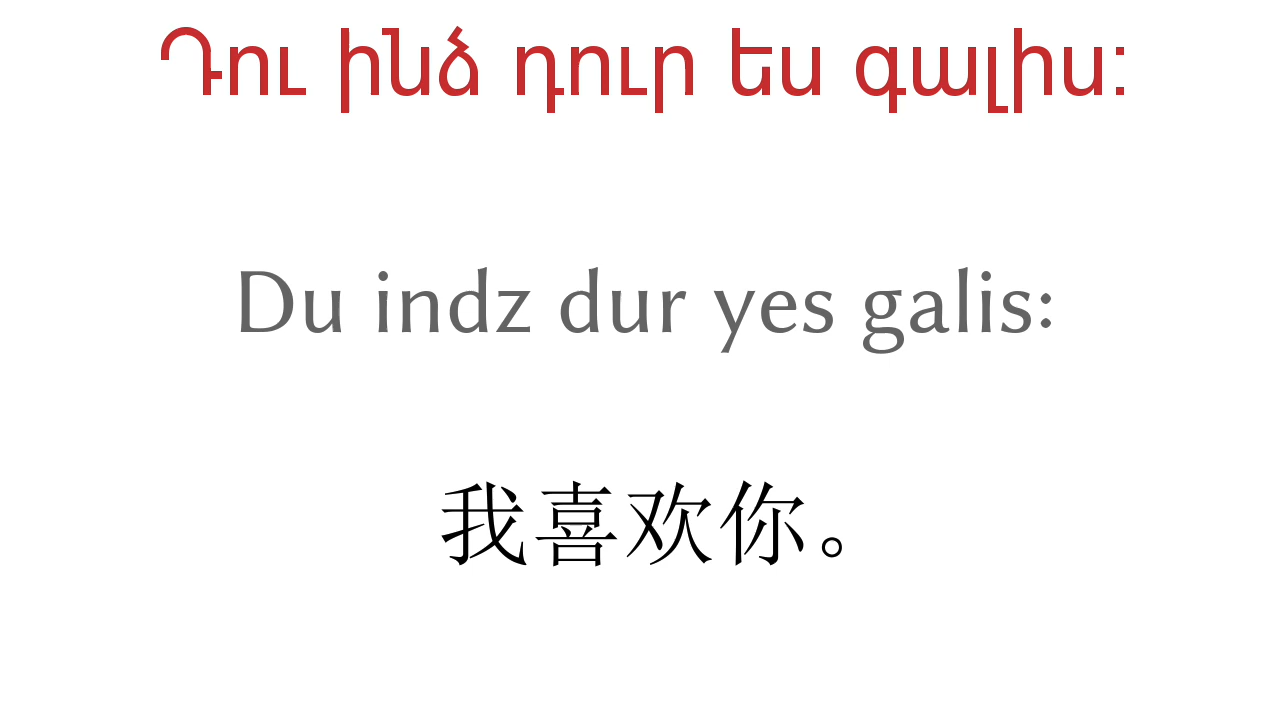 Դու ինձ դուր ես գալիս:
Du indz dur yes galis:
我喜欢你。